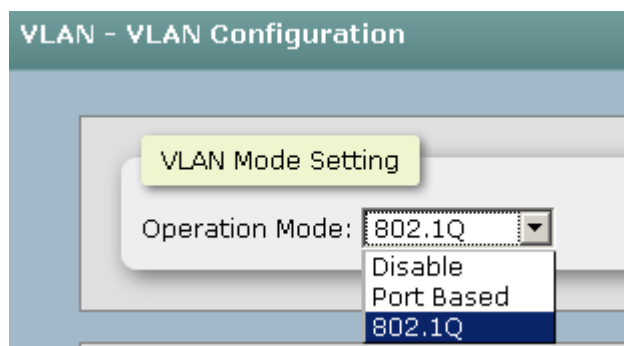 VLAN - VLAN Configuration
VLAN Mode Setting
Operation Mode: 802.1Q
Disable
Port Based
802.1Q